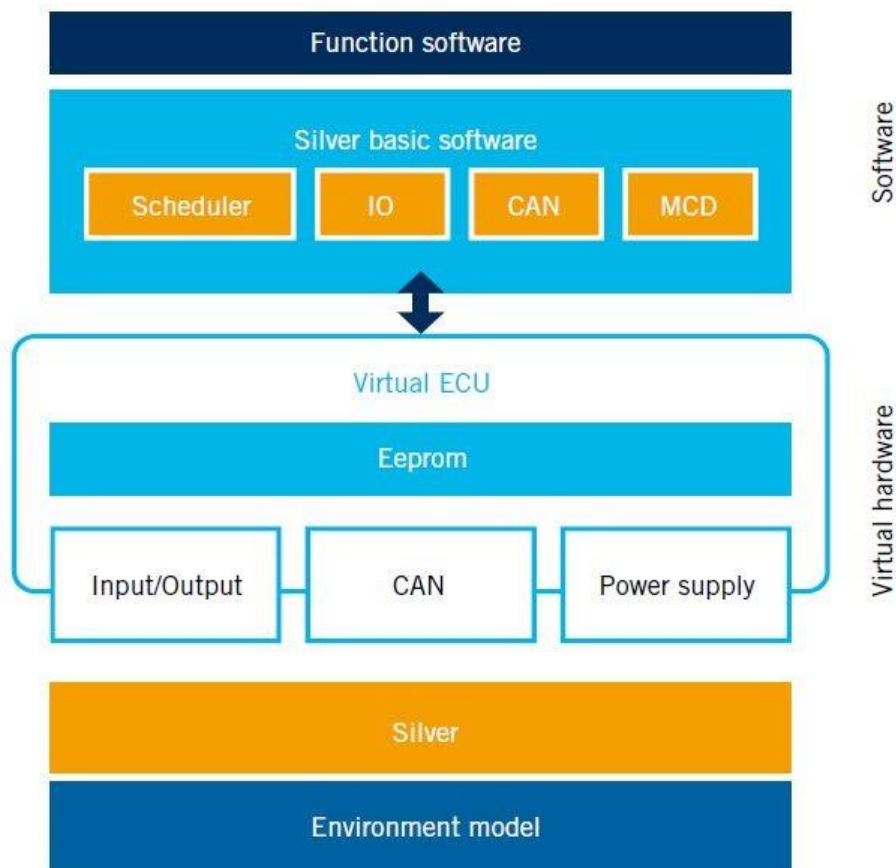 Function software
Silver basic software
Scheduler
IO
CAN
MCD
Software
Virtual ECU
Eeprom
Input/Output
CAN
Power supply
Virtual hardware
Silver
Environment model